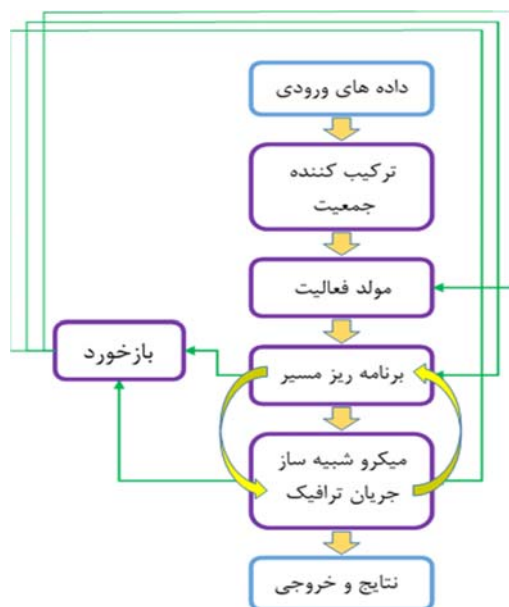 داده های ورودی
ترکیب کننده
جمعیت
مولد فعالیت
بازخورد
برنامه ریز مسیر
میکرو شبیه ساز
جریان ترافیک
نتایج و خروجی